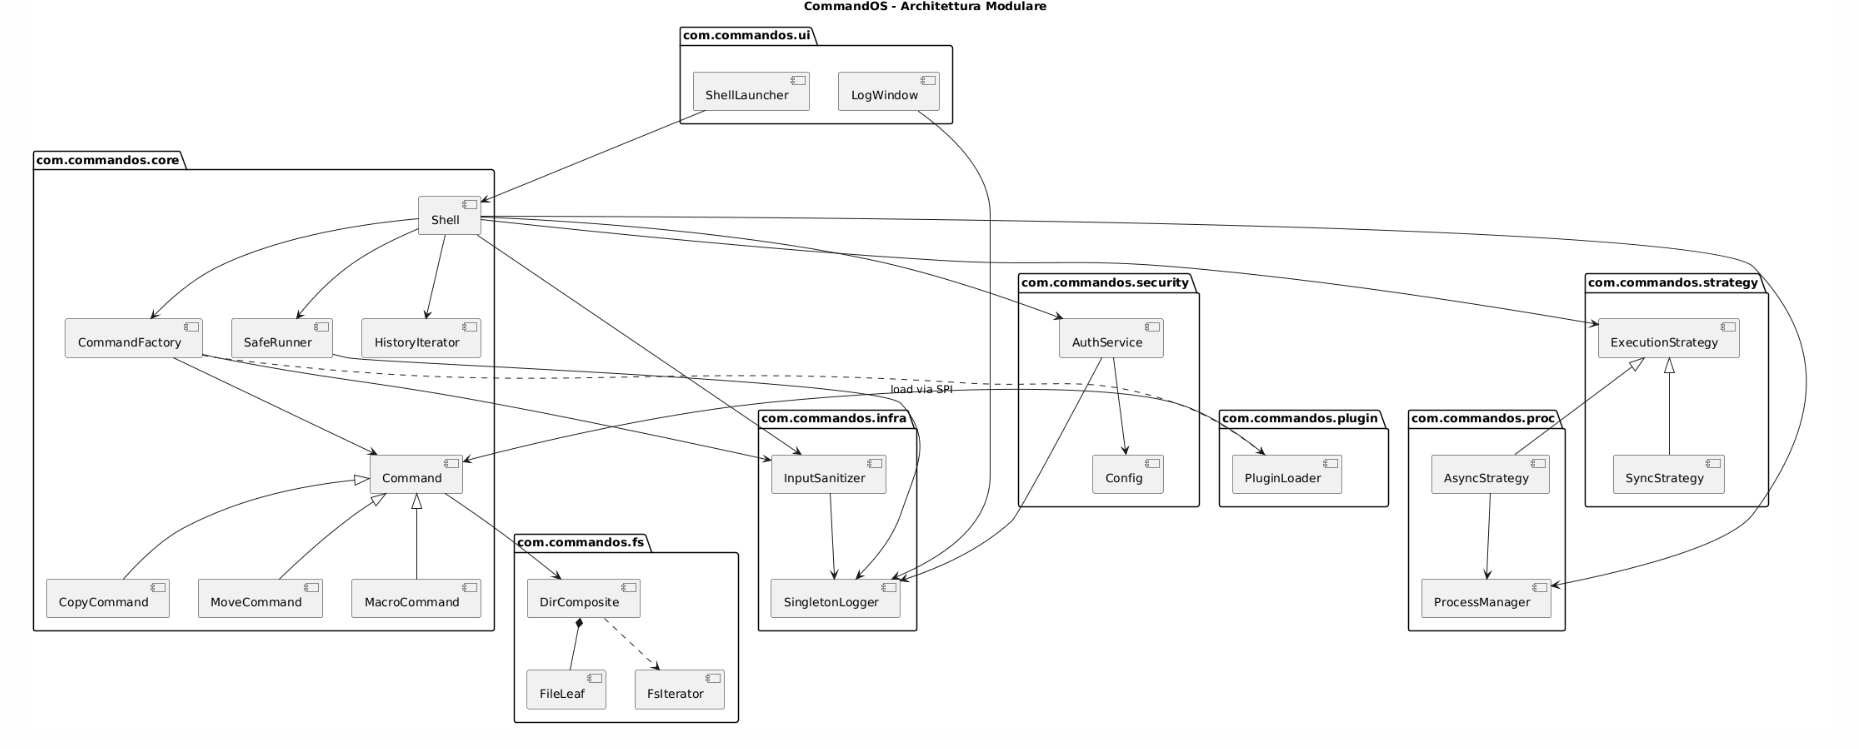 CommandOS - Architettura Modulare
com.commandos.ui
ShellLauncher
LogWindow
com.commandos.core
Shell
com.commandos.security
com.commandos.strategy
CommandFactory
SafeRunner
HistoryIterator
AuthService
ExecutionStrategy
load via SPI
com.commandos.infra
com.commandos.plugin
com.commandos.proc
Command
InputSanitizer
Config
PluginLoader
AsyncStrategy
SyncStrategy
com.commandos.fs
CopyCommand
MoveCommand
MacroCommand
DirComposite
SingletonLogger
ProcessManager
FileLeaf
FsIterator